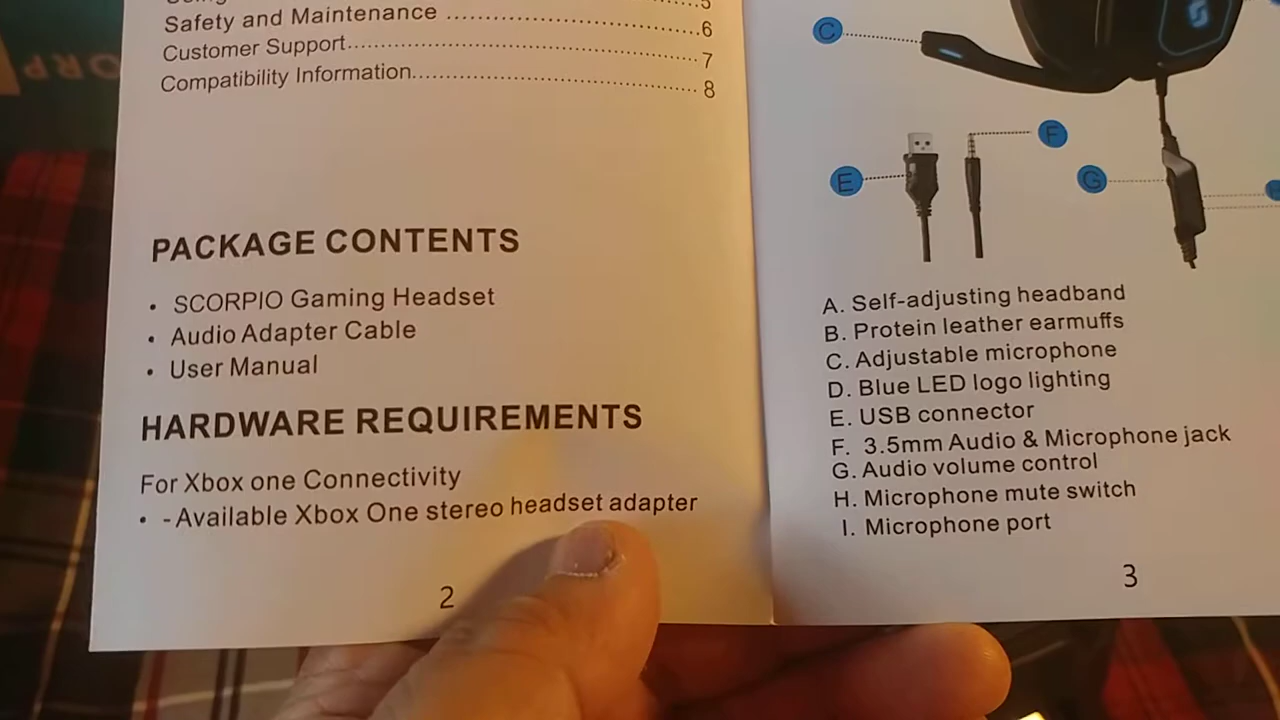 5
Safety and Maintenance ........................................6
Customer Support.......................................................7
Compatibility Information.............................................8
PACKAGE CONTENTS
• SCORPIO Gaming Headset
• Audio Adapter Cable
• User Manual
HARDWARE REQUIREMENTS
For Xbox one Connectivity
• - Available Xbox One stereo headset adapter
2
C
F
E
G
A. Self-adjusting headband
B. Protein leather earmuffs
C. Adjustable microphone
D. Blue LED logo lighting
E. USB connector
F. 3.5mm Audio & Microphone jack
G. Audio volume control
H. Microphone mute switch
I. Microphone port
3